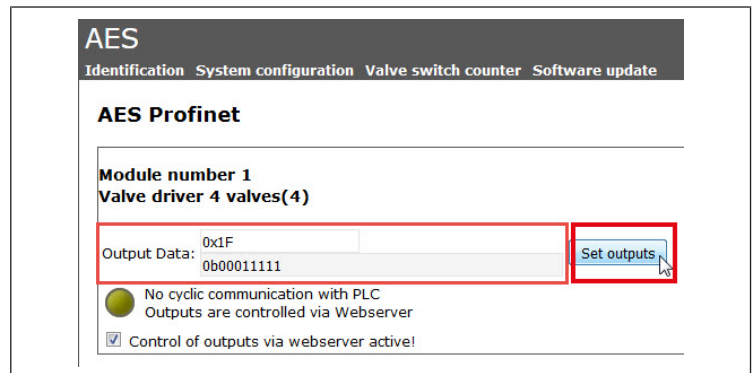 AES
Identification System configuration Valve switch counter Software update
AES Profinet
Module number 1
Valve driver 4 valves(4)
Output Data: 0x1F
0b00011111
Set outputs
No cyclic communication with PLC
Outputs are controlled via Webserver
Control of outputs via webserver active!